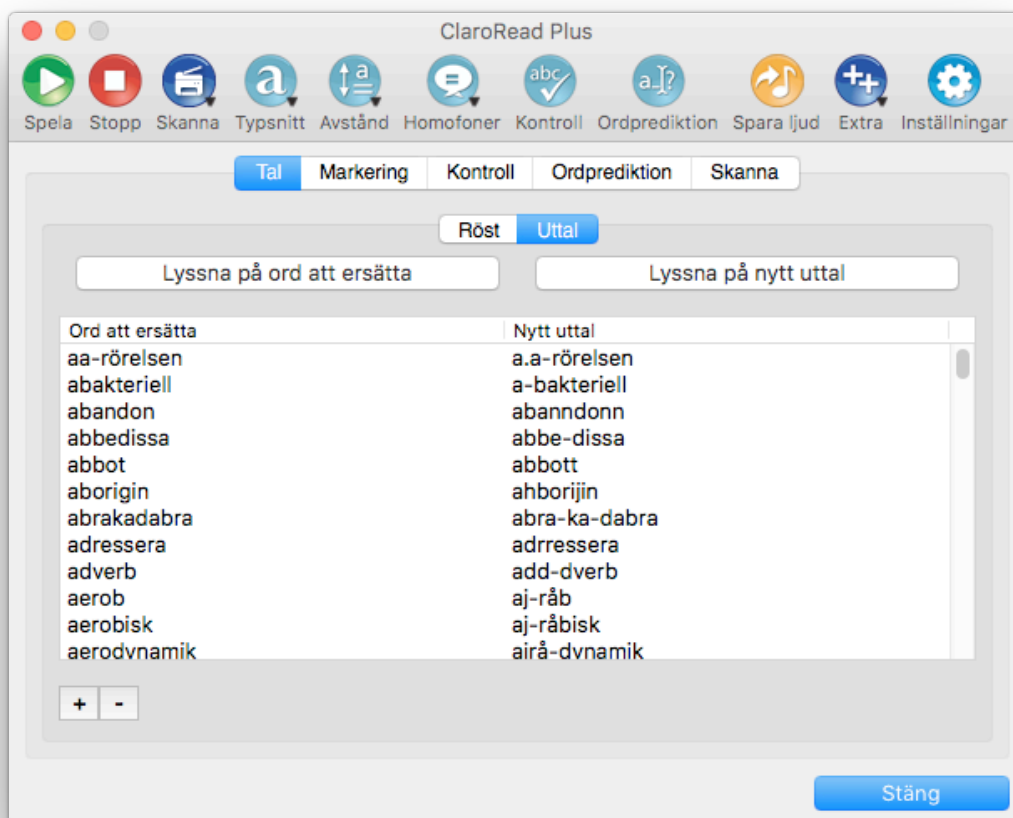 ClaroRead Plus
a a abc a_]?
Spela Stopp Skanna Typsnitt Avstånd Homofoner Kontroll Ordprediktion Spara ljud Extra Inställningar
Tal Markering Kontroll Ordprediktion Skanna
Röst Uttal
Lyssna på ord att ersätta Lyssna på nytt uttal
Ord att ersätta Nytt uttal
aa-rörelsen a.a-rörelsen
abakteriell a-bakteriell
abandon abanndonn
abbedissa abbe-dissa
abbot abbott
aborigin ahborijin
abrakadabra abra-ka-dabra
adressera adrressera
adverb add-dverb
aerob aj-råb
aerobisk aj-råbisk
aerodynamik airå-dynamik
+ -
Stäng